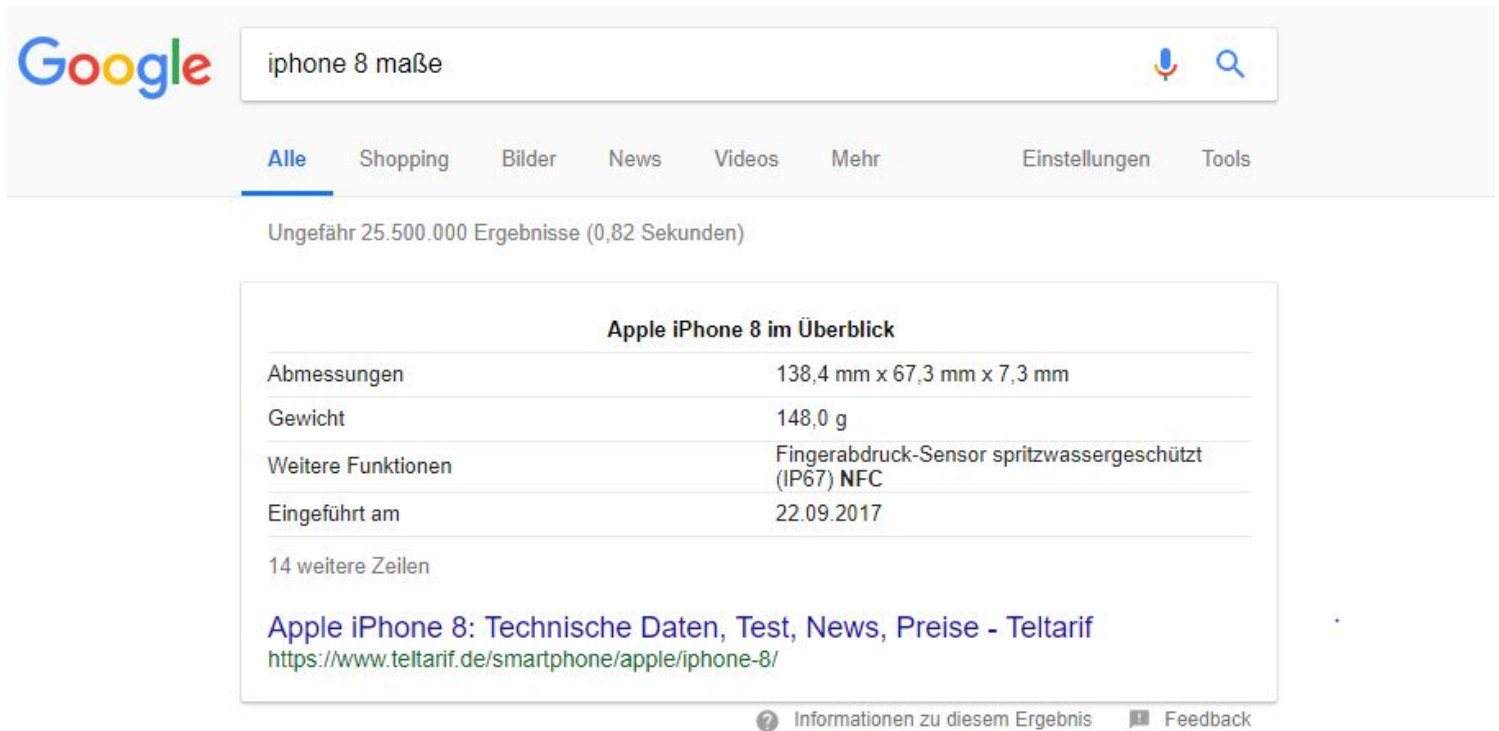 Google
iphone 8 maße
Alle Shopping Bilder News Videos Mehr Einstellungen Tools
Ungefähr 25.500.000 Ergebnisse (0,82 Sekunden)
Apple iPhone 8 im Überblick
Abmessungen 138,4 mm x 67,3 mm x 7,3 mm
Gewicht 148,0 g
Weitere Funktionen Fingerabdruck-Sensor spritzwassergeschützt
(IP67) NFC
Eingeführt am 22.09.2017
14 weitere Zeilen
Apple iPhone 8: Technische Daten, Test, News, Preise - Teltarif
https://www.teltarif.de/smartphone/apple/iphone-8/
Informationen zu diesem Ergebnis Feedback